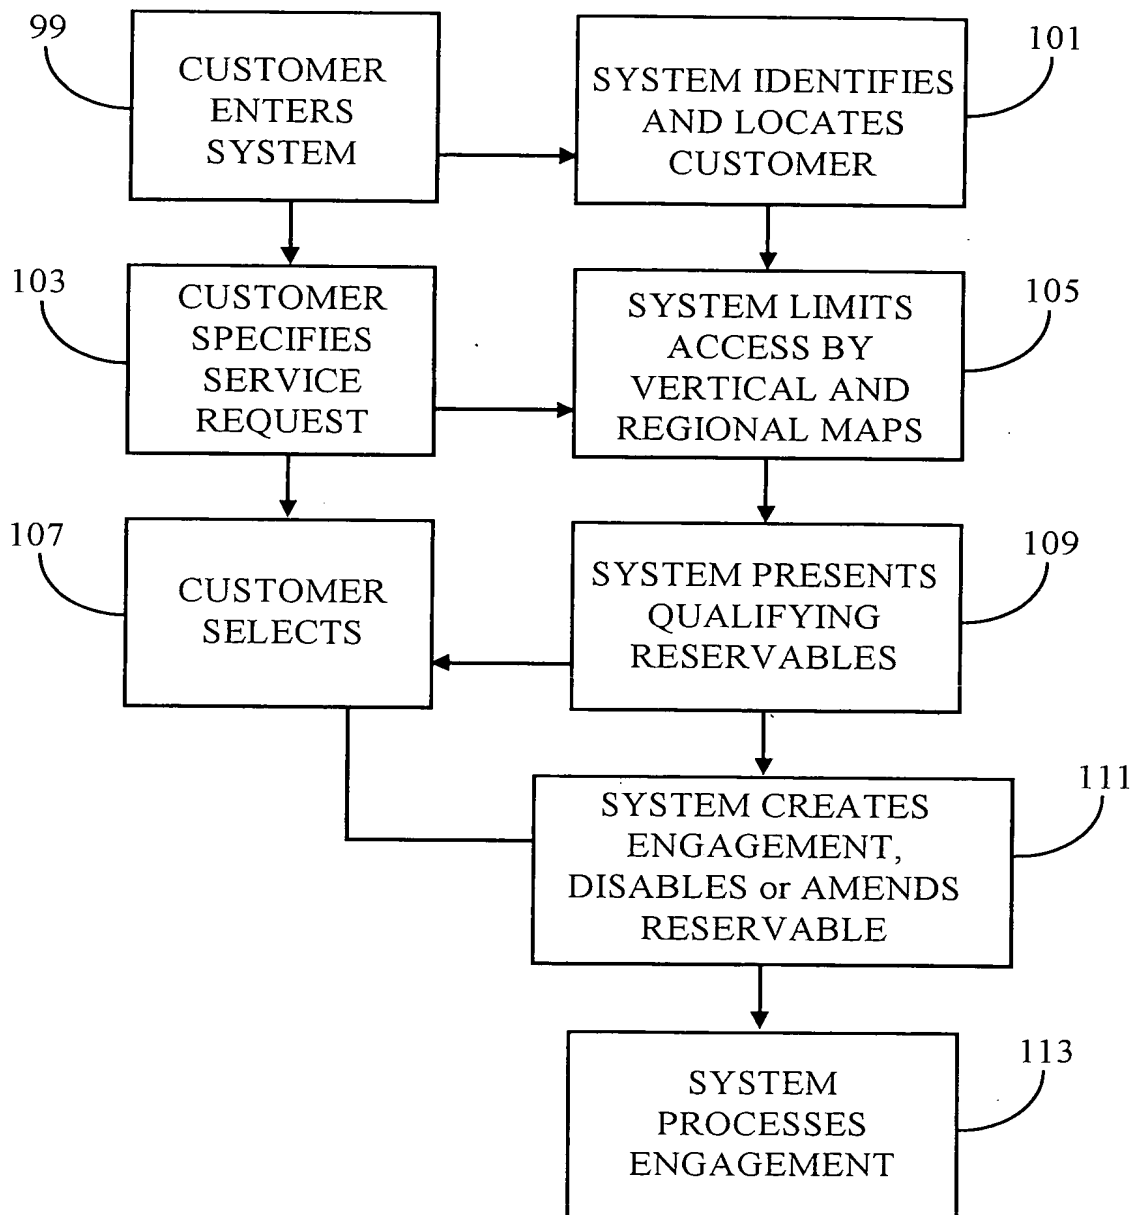 99
CUSTOMER
ENTERS
SYSTEM
101
SYSTEM IDENTIFIES
AND LOCATES
CUSTOMER
103
CUSTOMER
SPECIFIES
SERVICE
REQUEST
105
SYSTEM LIMITS
ACCESS BY
VERTICAL AND
REGIONAL MAPS
107
CUSTOMER
SELECTS
109
SYSTEM PRESENTS
QUALIFYING
RESERVABLES
111
SYSTEM CREATES
ENGAGEMENT,
DISABLES or AMENDS
RESERVABLE
113
SYSTEM
PROCESSES
ENGAGEMENT